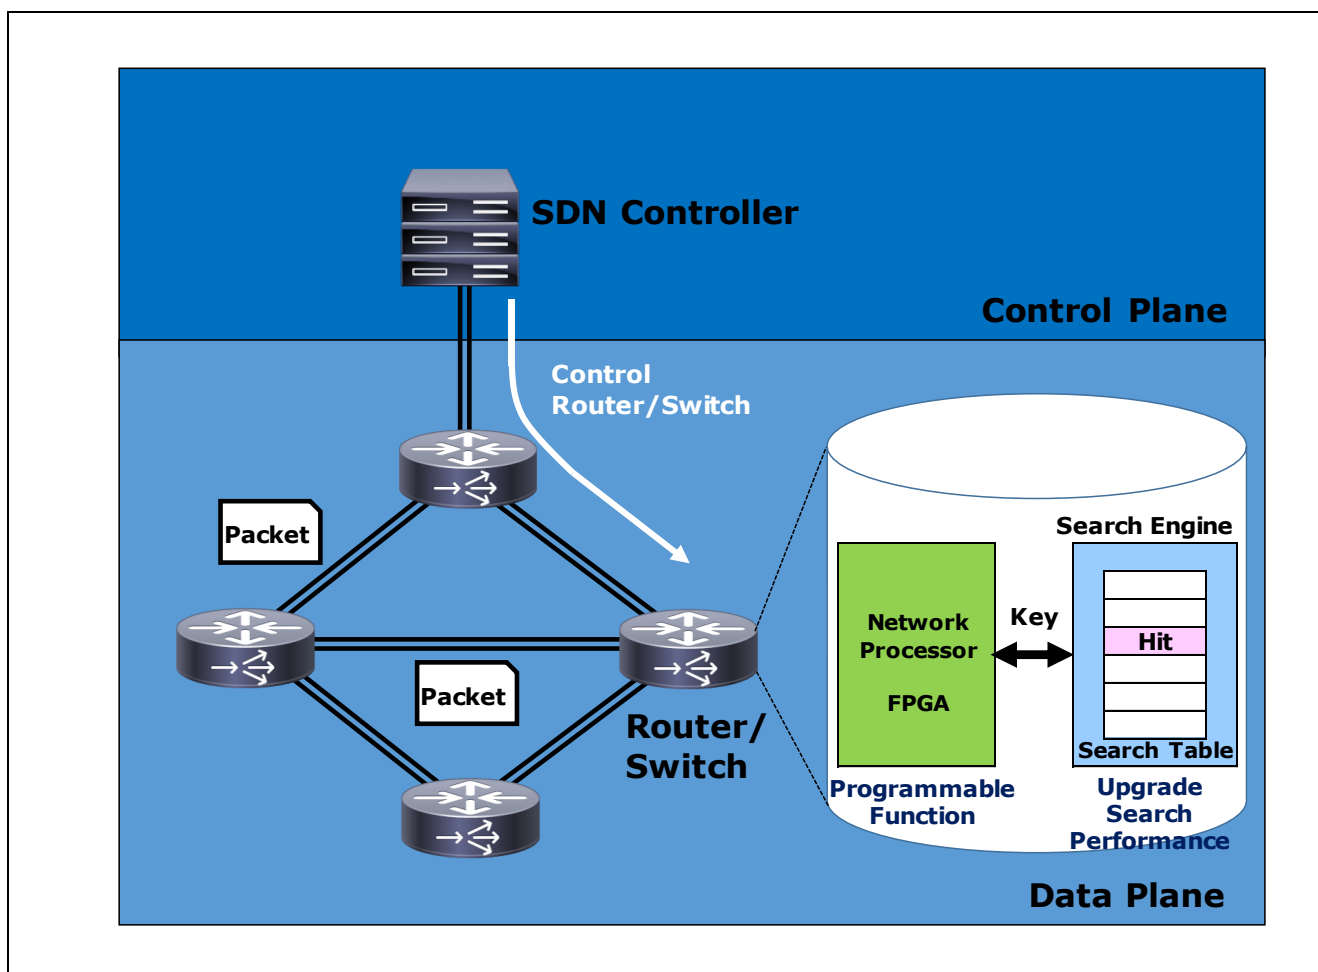 SDN Controller
Control Plane
Control
Router/Switch
Packet
Packet
Router/
Switch
Search Engine
Network
Processor
FPGA
Key
Hit
Search Table
Programmable
Function
Upgrade
Search
Performance
Data Plane